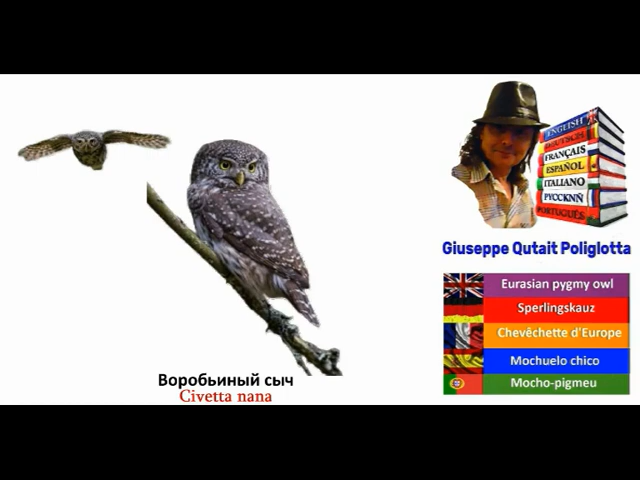 Воробьиный сыч
Civetta nana
ENGLISH
DEUTSCH
FRANÇAIS
ESPAÑOL
ITALIANO
РУССКNÑ
PORTUGUÊS
Giuseppe Qutait Poliglotta
Eurasian pygmy owl
Sperlingskauz
Chevêchette d'Europe
Mochuelo chico
Mocho-pigmeu